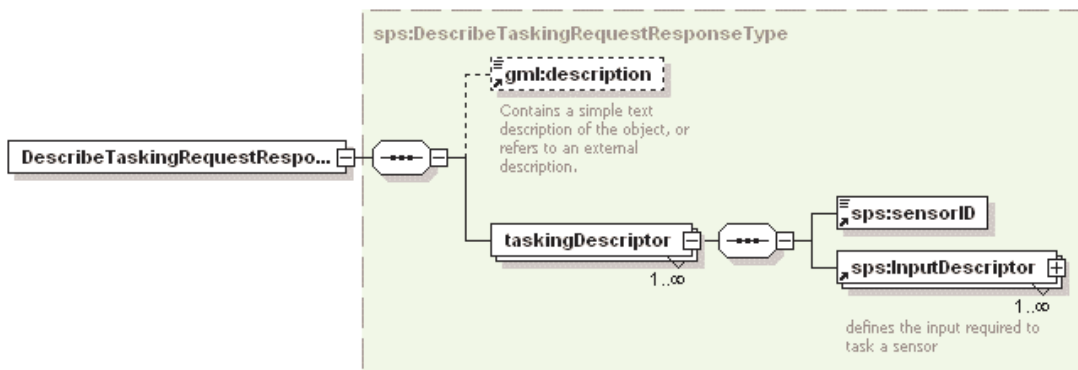 sps:DescribeTaskingRequestResponseType
gml:description
Contains a simple text
description of the object, or
refers to an external
description.
DescribeTaskingRequestRespo...
sps:sensorID
taskingDescriptor
1..∞
sps:InputDescriptor
1..∞
defines the input required to
task a sensor